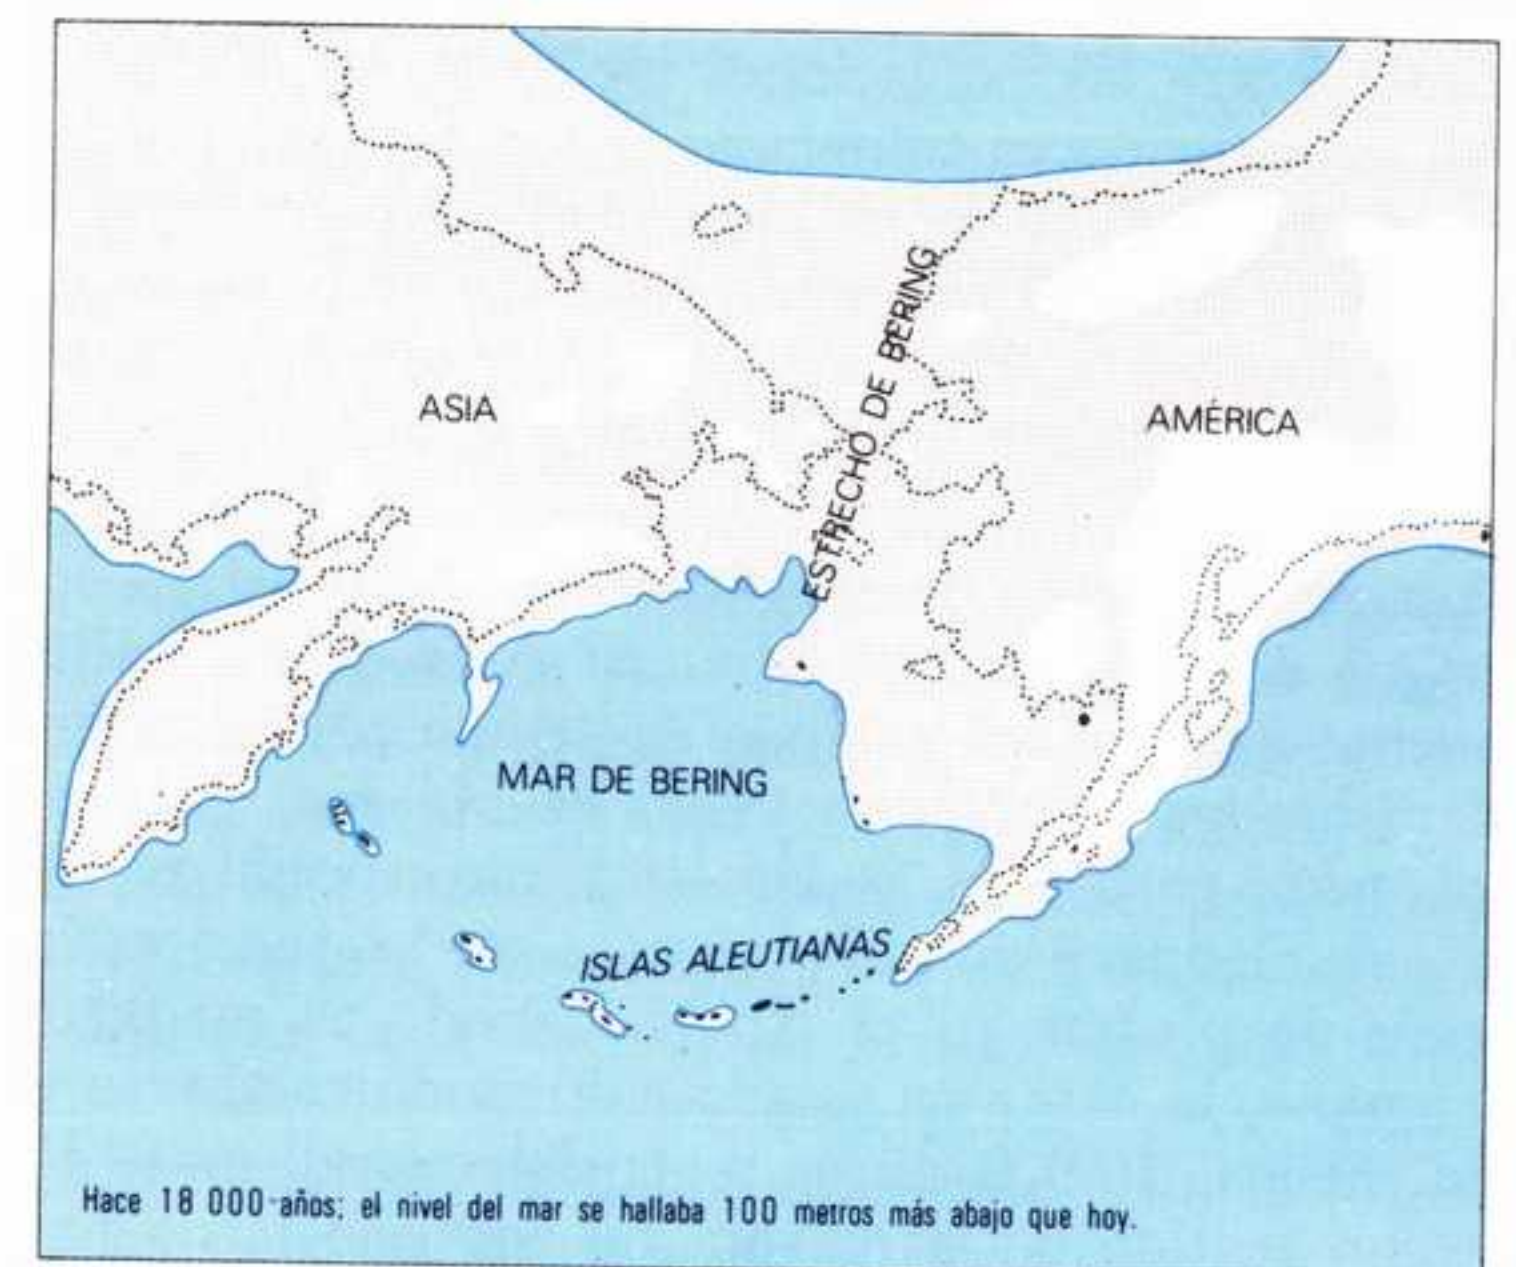 ESTRECHO DE BERING
ASIA
AMÉRICA
MAR DE BERING
ISLAS ALEUTIANAS
Hace 18 000 años; el nivel del mar se hallaba 100 metros más abajo que hoy.